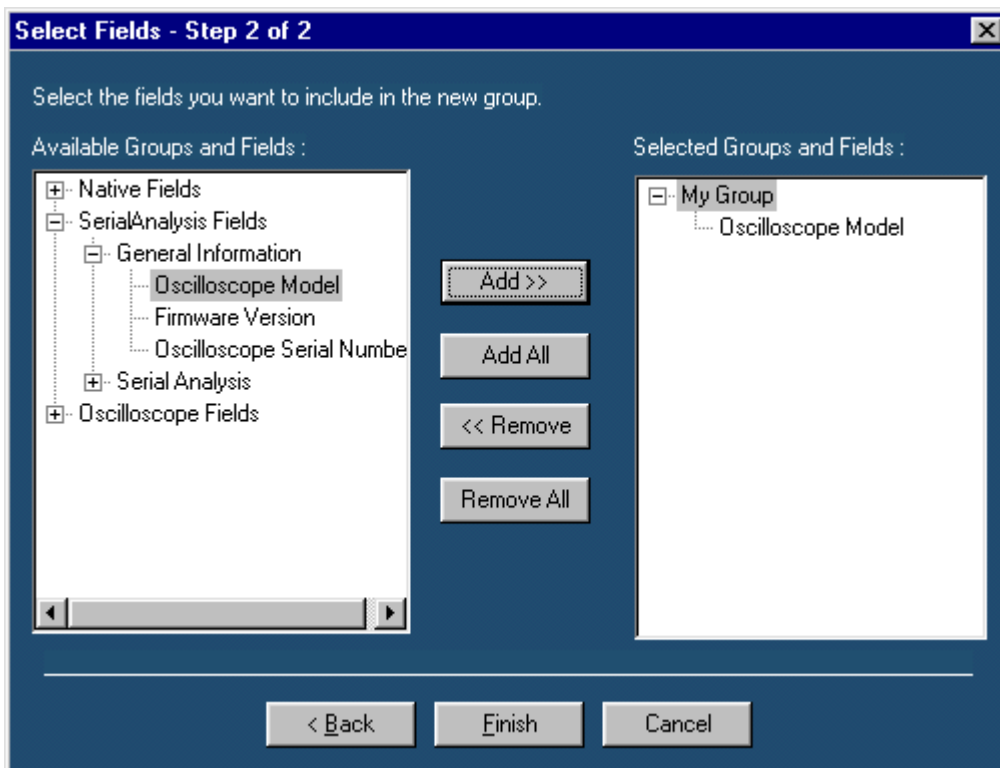 Select Fields - Step 2 of 2
Select the fields you want to include in the new group.
Available Groups and Fields :
Native Fields
SerialAnalysis Fields
General Information
Oscilloscope Model
Firmware Version
Oscilloscope Serial Numbe
Serial Analysis
Oscilloscope Fields
Add >>
Add All
<< Remove
Remove All
Selected Groups and Fields :
My Group
Oscilloscope Model
< Back
Finish
Cancel